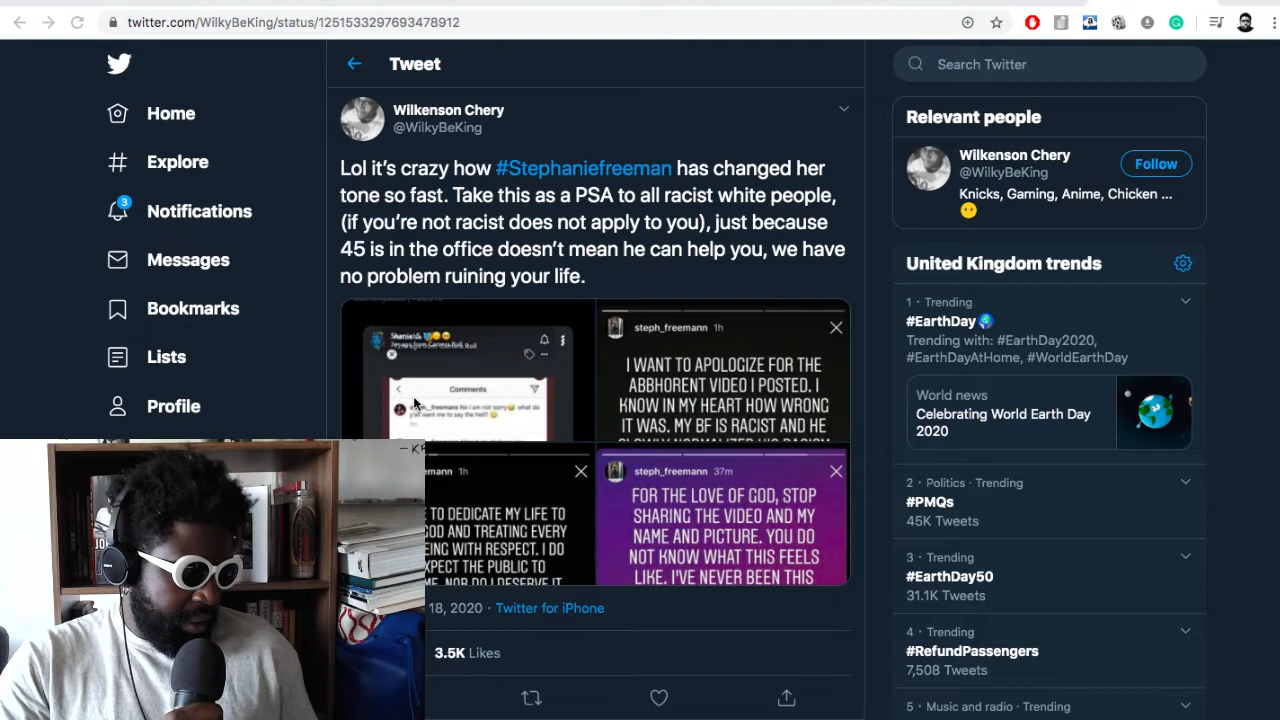 twitter.com/WilkyBeKing/status/1251533297693478912
Home
Explore
3
Notifications
Messages
Bookmarks
Lists
Profile
Tweet
Wilkenson Chery
@WilkyBeKing
Lol it’s crazy how #Stephaniefreeman has changed her
tone so fast. Take this as a PSA to all racist white people,
(if you’re not racist does not apply to you), just because
45 is in the office doesn’t mean he can help you, we have
no problem ruining your life.
Comments
steph_freemann 1h
I WANT TO APOLOGIZE FOR THE
ABBHORENT VIDEO I POSTED. I
KNOW IN MY HEART HOW WRONG
IT WAS. MY BF IS RACIST AND HE
SLOWLY NORMALIZED HIS RACISM
emann 1h
E TO DEDICATE MY LIFE TO
GOD AND TREATING EVERY
EING WITH RESPECT. I DO
EXPECT THE PUBLIC TO
ME, NOR DO I DESERVE IT
steph_freemann 37m
FOR THE LOVE OF GOD, STOP
SHARING THE VIDEO AND MY
NAME AND PICTURE. YOU DO
NOT KNOW WHAT THIS FEELS
LIKE. I'VE NEVER BEEN THIS
18, 2020 · Twitter for iPhone
3.5K Likes
Search Twitter
Relevant people
Wilkenson Chery
@WilkyBeKing
Follow
Knicks, Gaming, Anime, Chicken ...
United Kingdom trends
1 · Trending
#EarthDay
Trending with: #EarthDay2020,
#EarthDayAtHome, #WorldEarthDay
World news
Celebrating World Earth Day
2020
2 · Politics · Trending
#PMQs
45K Tweets
3 · Trending
#EarthDay50
31.1K Tweets
4 · Trending
#RefundPassengers
7,508 Tweets
5 · Music and radio · Trending